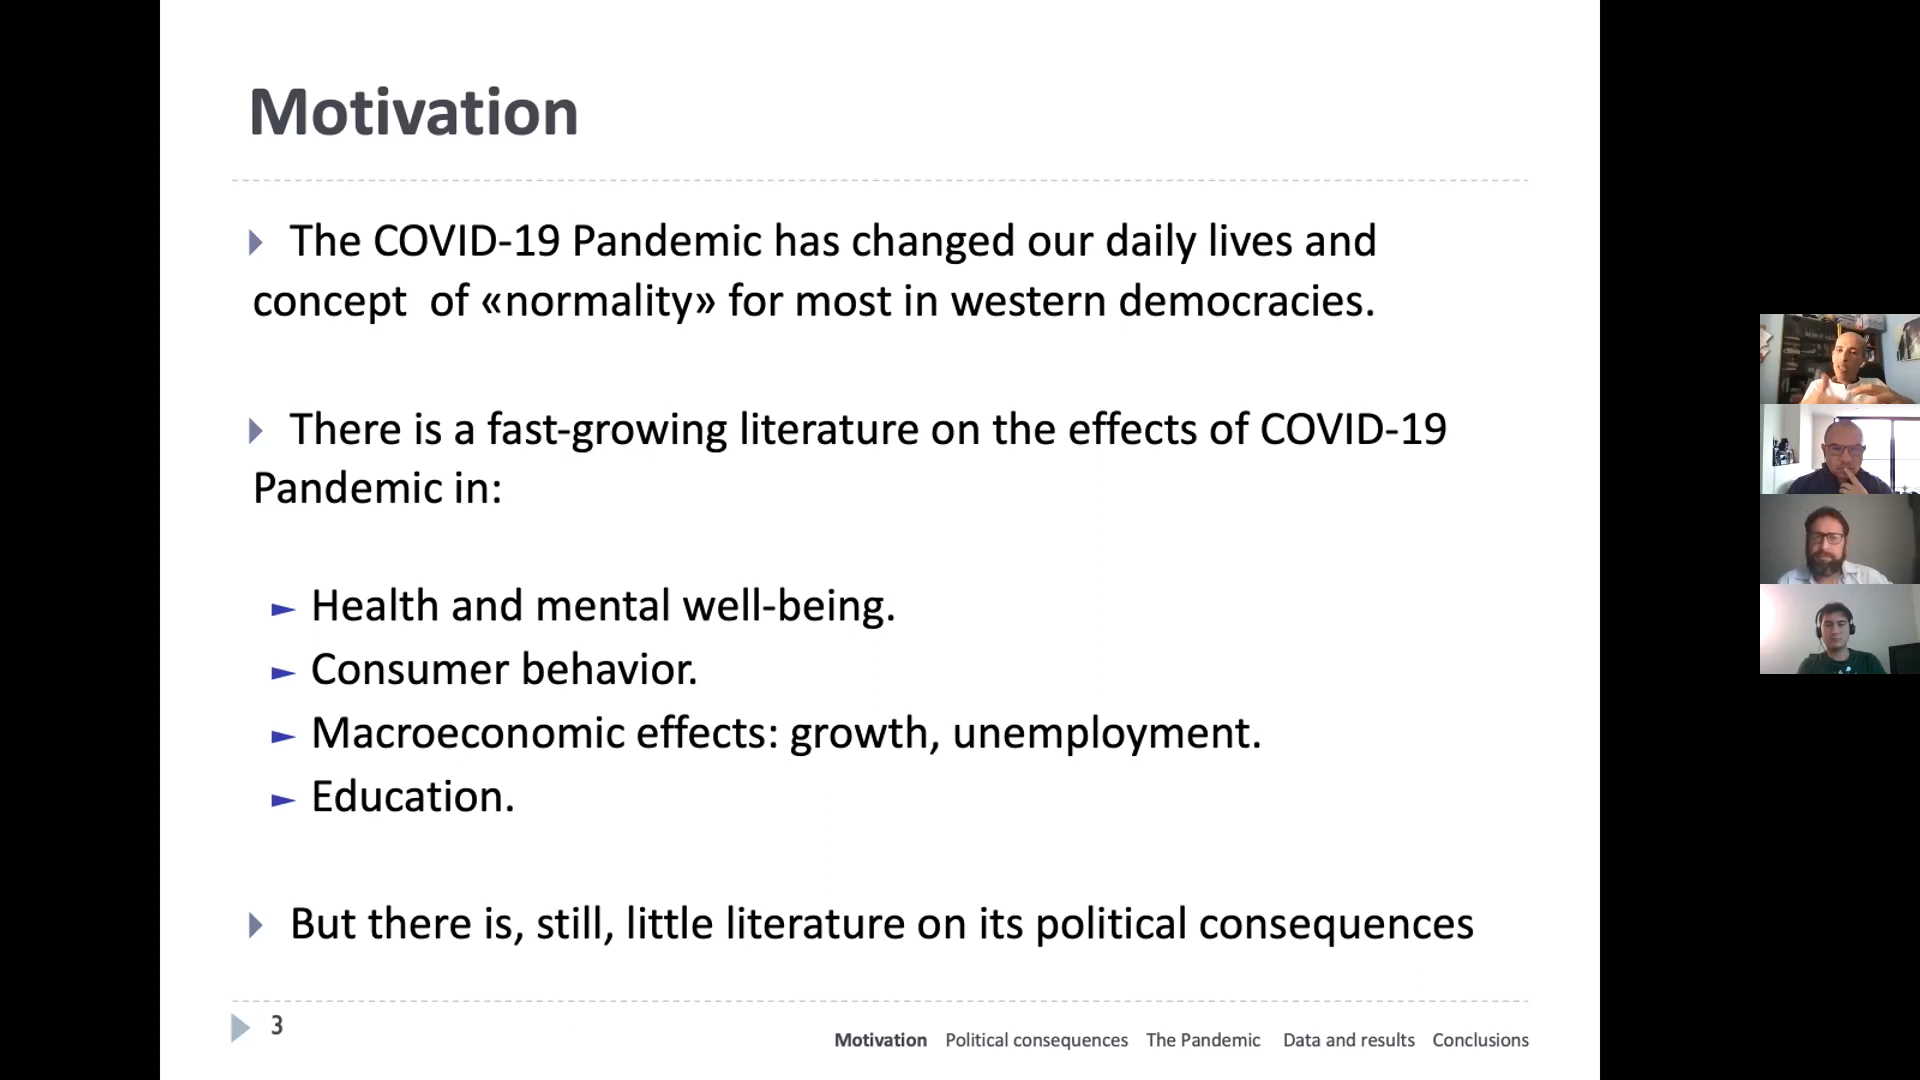 Motivation
The COVID-19 Pandemic has changed our daily lives and
concept of «normality» for most in western democracies.
There is a fast-growing literature on the effects of COVID-19
Pandemic in:
Health and mental well-being.
Consumer behavior.
Macroeconomic effects: growth, unemployment.
Education.
But there is, still, little literature on its political consequences
3
Motivation Political consequences The Pandemic Data and results Conclusions